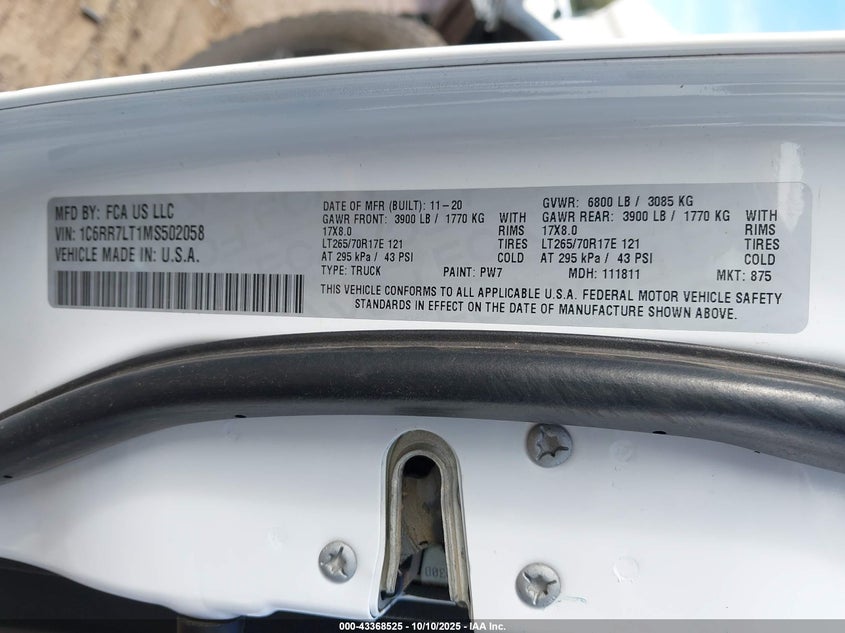 MFD BY: FCA US LLC
VIN: 1C6RR7LT1MS502058
VEHICLE MADE IN: U.S.A.
DATE OF MFR (BUILT): 11-20 GVWR: 6800 LB / 3085 KG
GAWR FRONT: 3900 LB / 1770 KG WITH GAWR REAR: 3900 LB / 1770 KG WITH
17X8.0 RIMS 17X8.0 RIMS
LT265/70R17E 121 TIRES LT265/70R17E 121 TIRES
AT 295 kPa / 43 PSI COLD AT 295 kPa / 43 PSI COLD
TYPE: TRUCK PAINT: PW7 MDH: 111811 MKT: 875
THIS VEHICLE CONFORMS TO ALL APPLICABLE U.S.A. FEDERAL MOTOR VEHICLE SAFETY
STANDARDS IN EFFECT ON THE DATE OF MANUFACTURE SHOWN ABOVE.
000-43368525 - 10/10/2025 - IAA Inc.